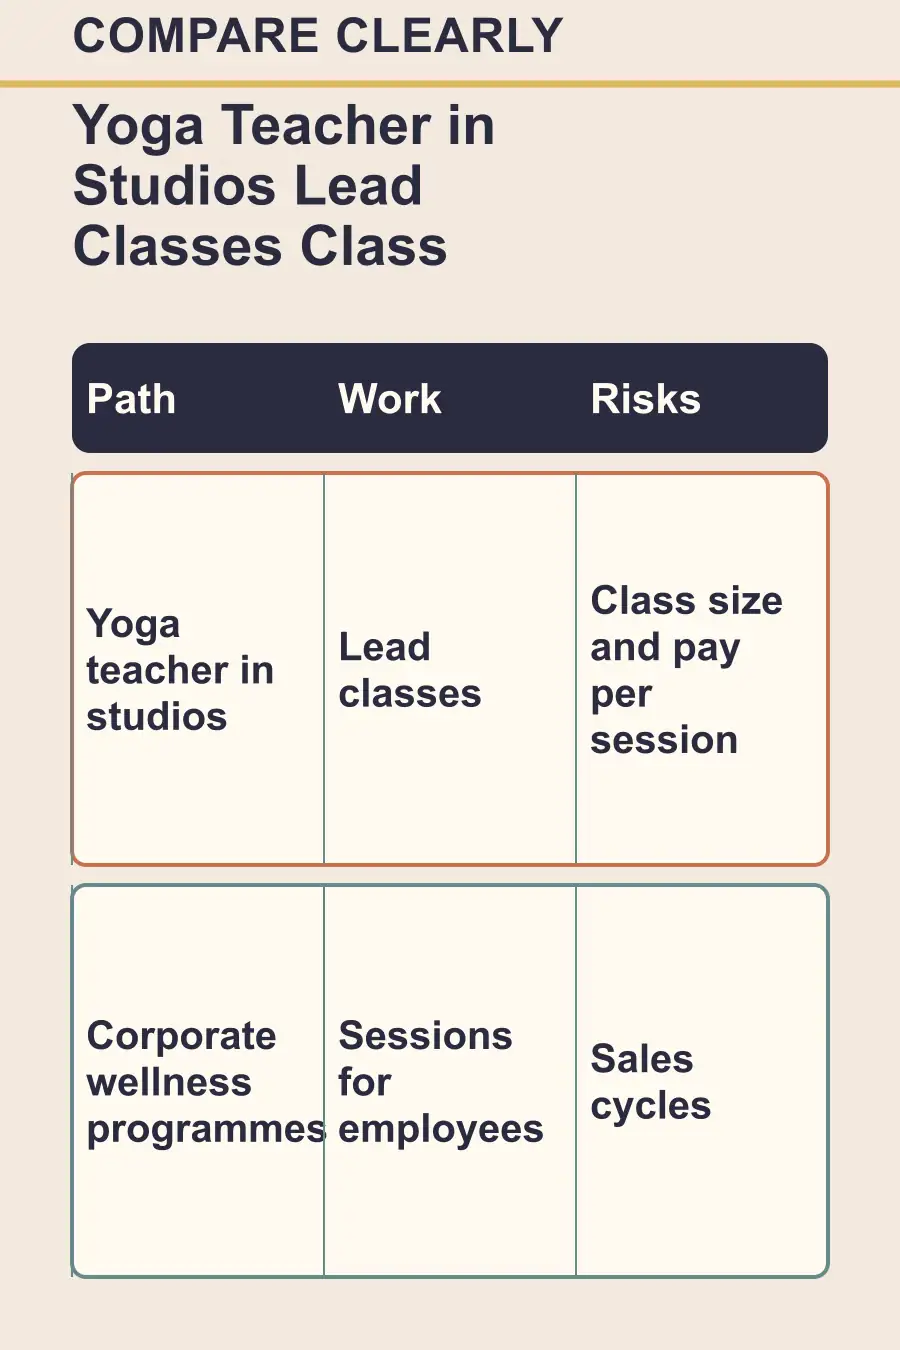 COMPARE CLEARLY
Yoga Teacher in
Studios Lead
Classes Class
Path
Work
Risks
Yoga
teacher in
studios
Lead
classes
Class size
and pay
per
session
Corporate
wellness
programmes
Sessions
for
employees
Sales
cycles